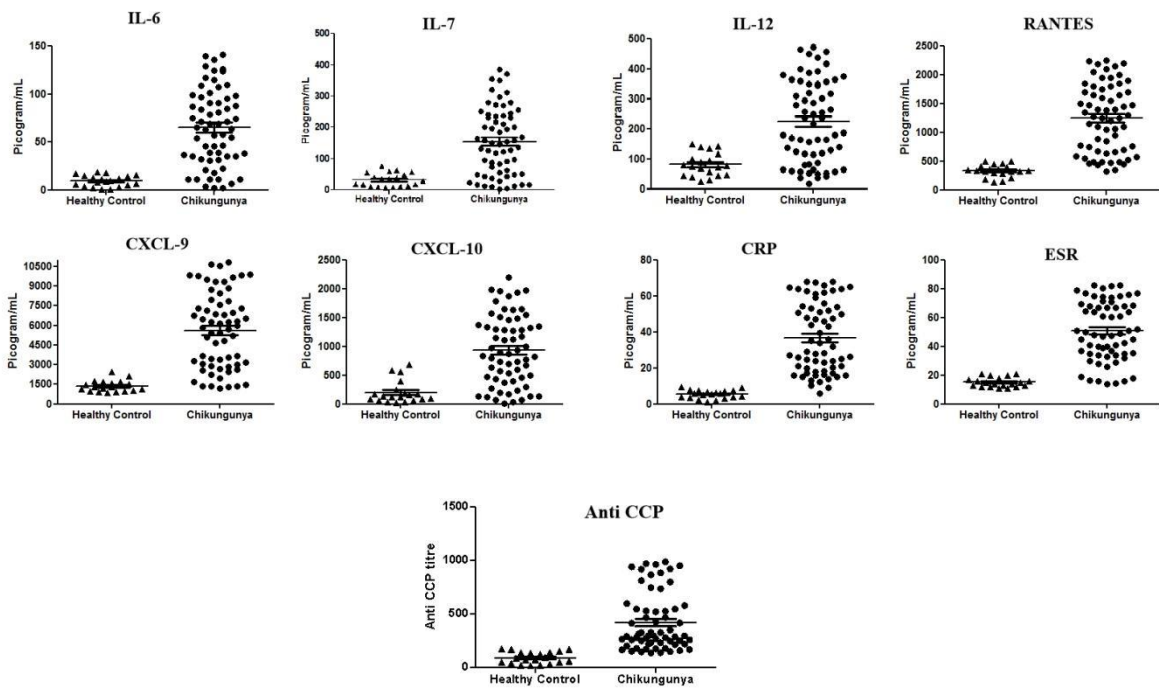 IL-6
150
100
50
0
Picogram/mL
Healthy Control Chikungunya
IL-7
500
400
300
200
100
0
Picogram/mL
Healthy Control Chikungunya
IL-12
500
400
300
200
100
0
Picogram/mL
Healthy Control Chikungunya
RANTES
2500
2000
1500
1000
500
0
Picogram/mL
Healthy Control Chikungunya
CXCL-9
10500
9000
7500
6000
4500
3000
1500
0
Picogram/mL
Healthy Control Chikungunya
CXCL-10
2500
2000
1500
1000
500
0
Picogram/mL
Healthy Control Chikungunya
CRP
80
60
40
20
0
Picogram/mL
Healthy Control Chikungunya
ESR
100
80
60
40
20
0
Picogram/mL
Healthy Control Chikungunya
Anti CCP
1500
1000
500
0
Anti CCP titre
Healthy Control Chikungunya